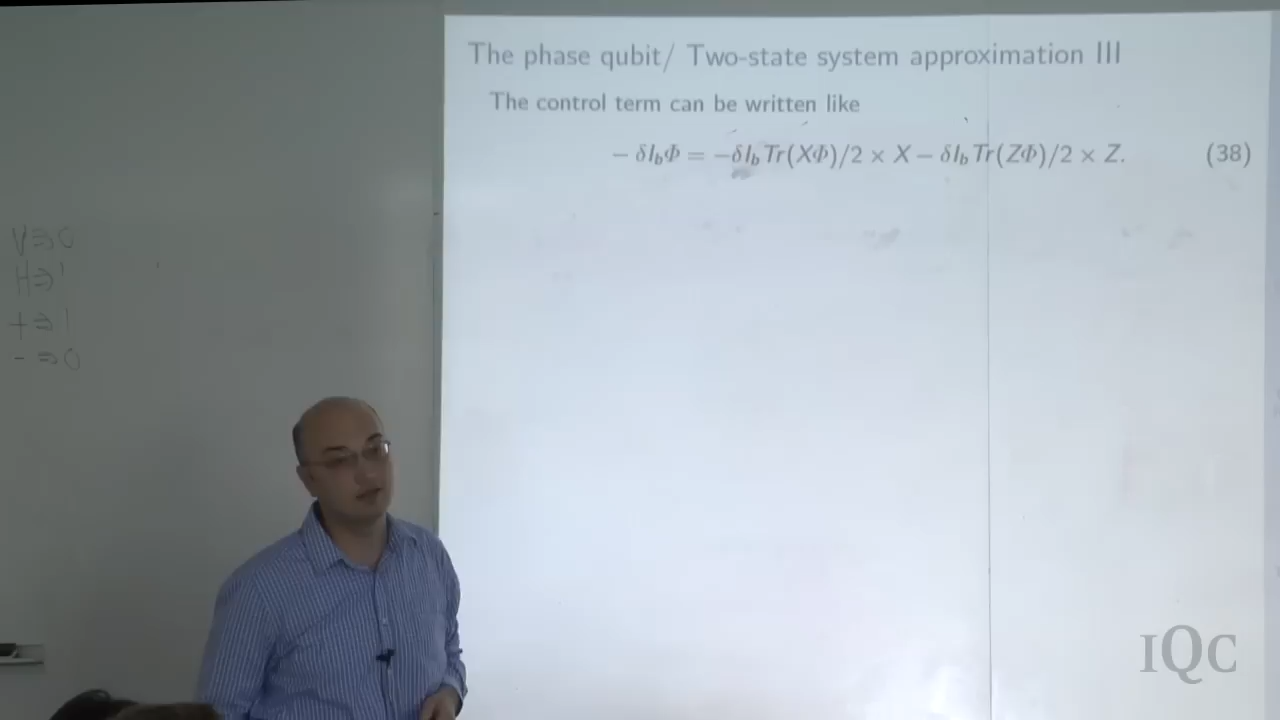 The phase qubit/ Two-state system approximation III
The control term can be written like
− δI_bΦ = −δI_b Tr(XΦ)/2 × X − δI_b Tr(ZΦ)/2 × Z. (38)
V⇒0
H⇒1
+⇒1
-⇒0
IQC